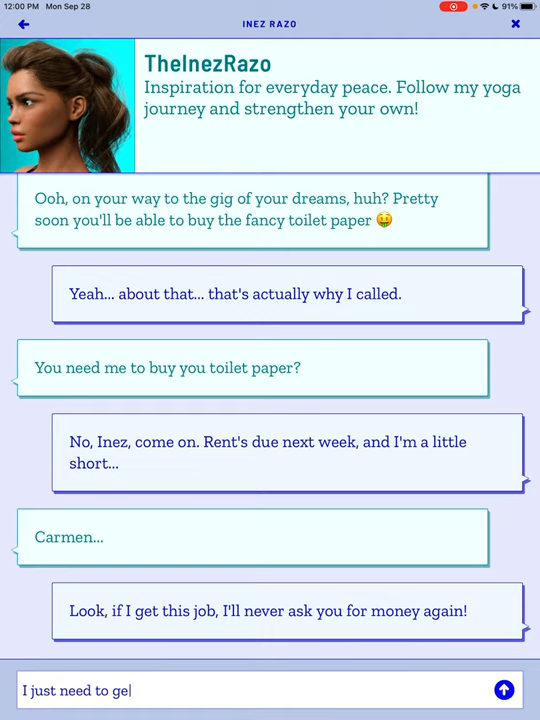 12:00 PM Mon Sep 28
91%
INEZ RAZO
TheInezRazo
Inspiration for everyday peace. Follow my yoga
journey and strengthen your own!
Ooh, on your way to the gig of your dreams, huh? Pretty
soon you'll be able to buy the fancy toilet paper 🤑
Yeah... about that... that's actually why I called.
You need me to buy you toilet paper?
No, Inez, come on. Rent's due next week, and I'm a little
short...
Carmen...
Look, if I get this job, I'll never ask you for money again!
I just need to ge